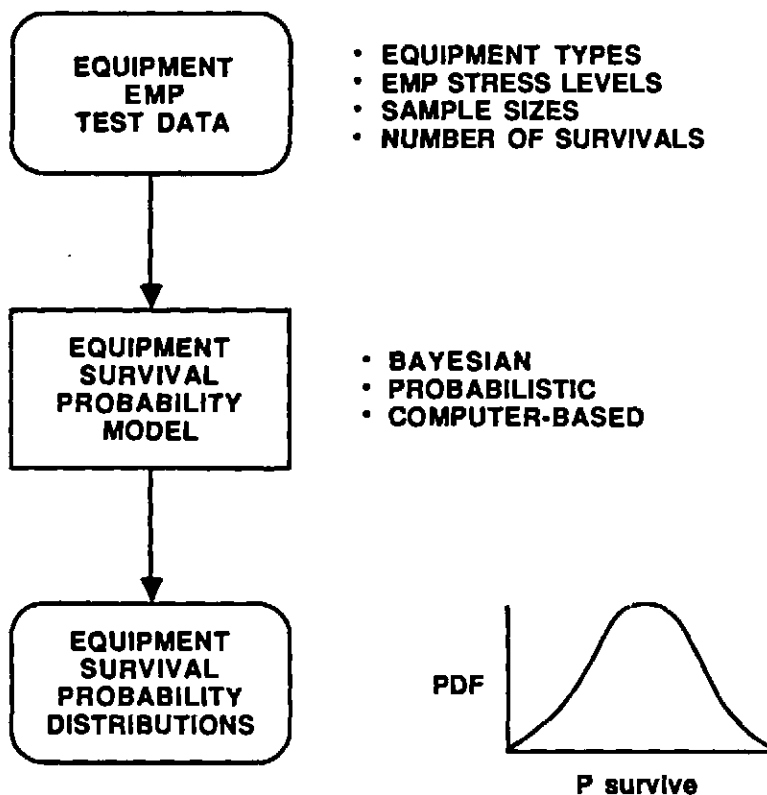 EQUIPMENT
EMP
TEST DATA
• EQUIPMENT TYPES
• EMP STRESS LEVELS
• SAMPLE SIZES
• NUMBER OF SURVIVALS
EQUIPMENT
SURVIVAL
PROBABILITY
MODEL
• BAYESIAN
• PROBABILISTIC
• COMPUTER-BASED
EQUIPMENT
SURVIVAL
PROBABILITY
DISTRIBUTIONS
PDF
P survive